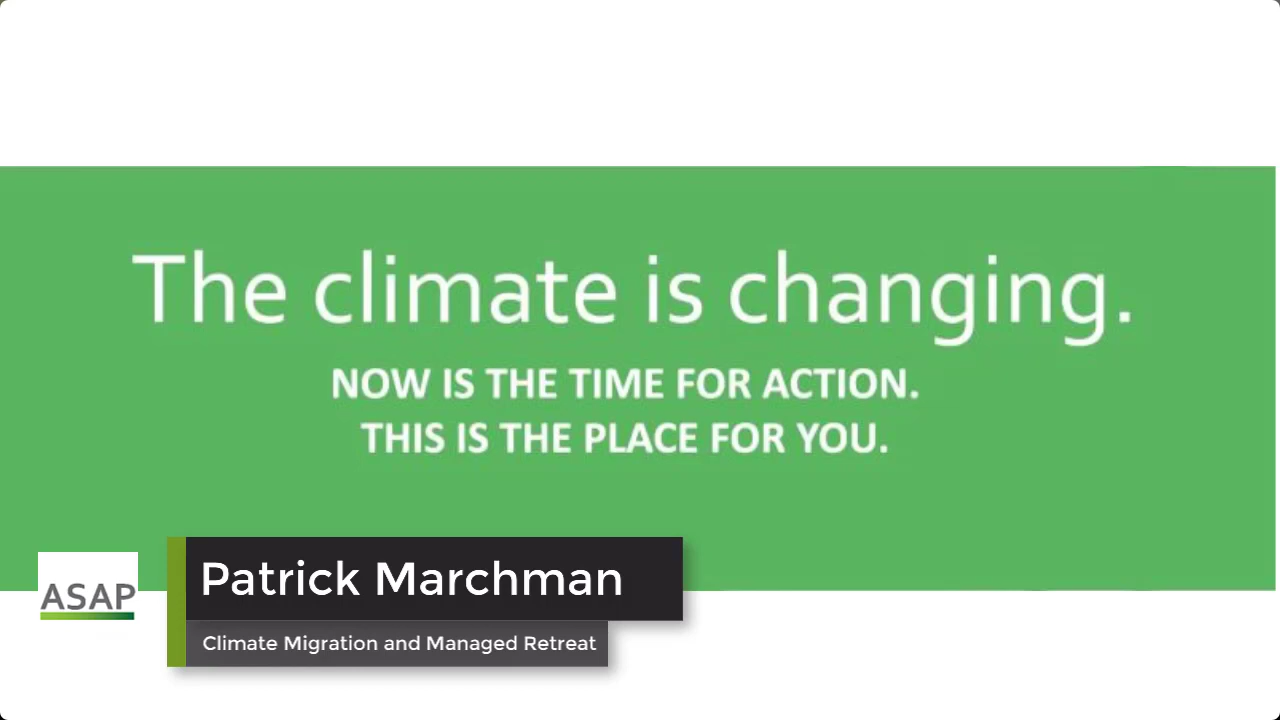 The climate is changing.
NOW IS THE TIME FOR ACTION.
THIS IS THE PLACE FOR YOU.
ASAP
Patrick Marchman
Climate Migration and Managed Retreat